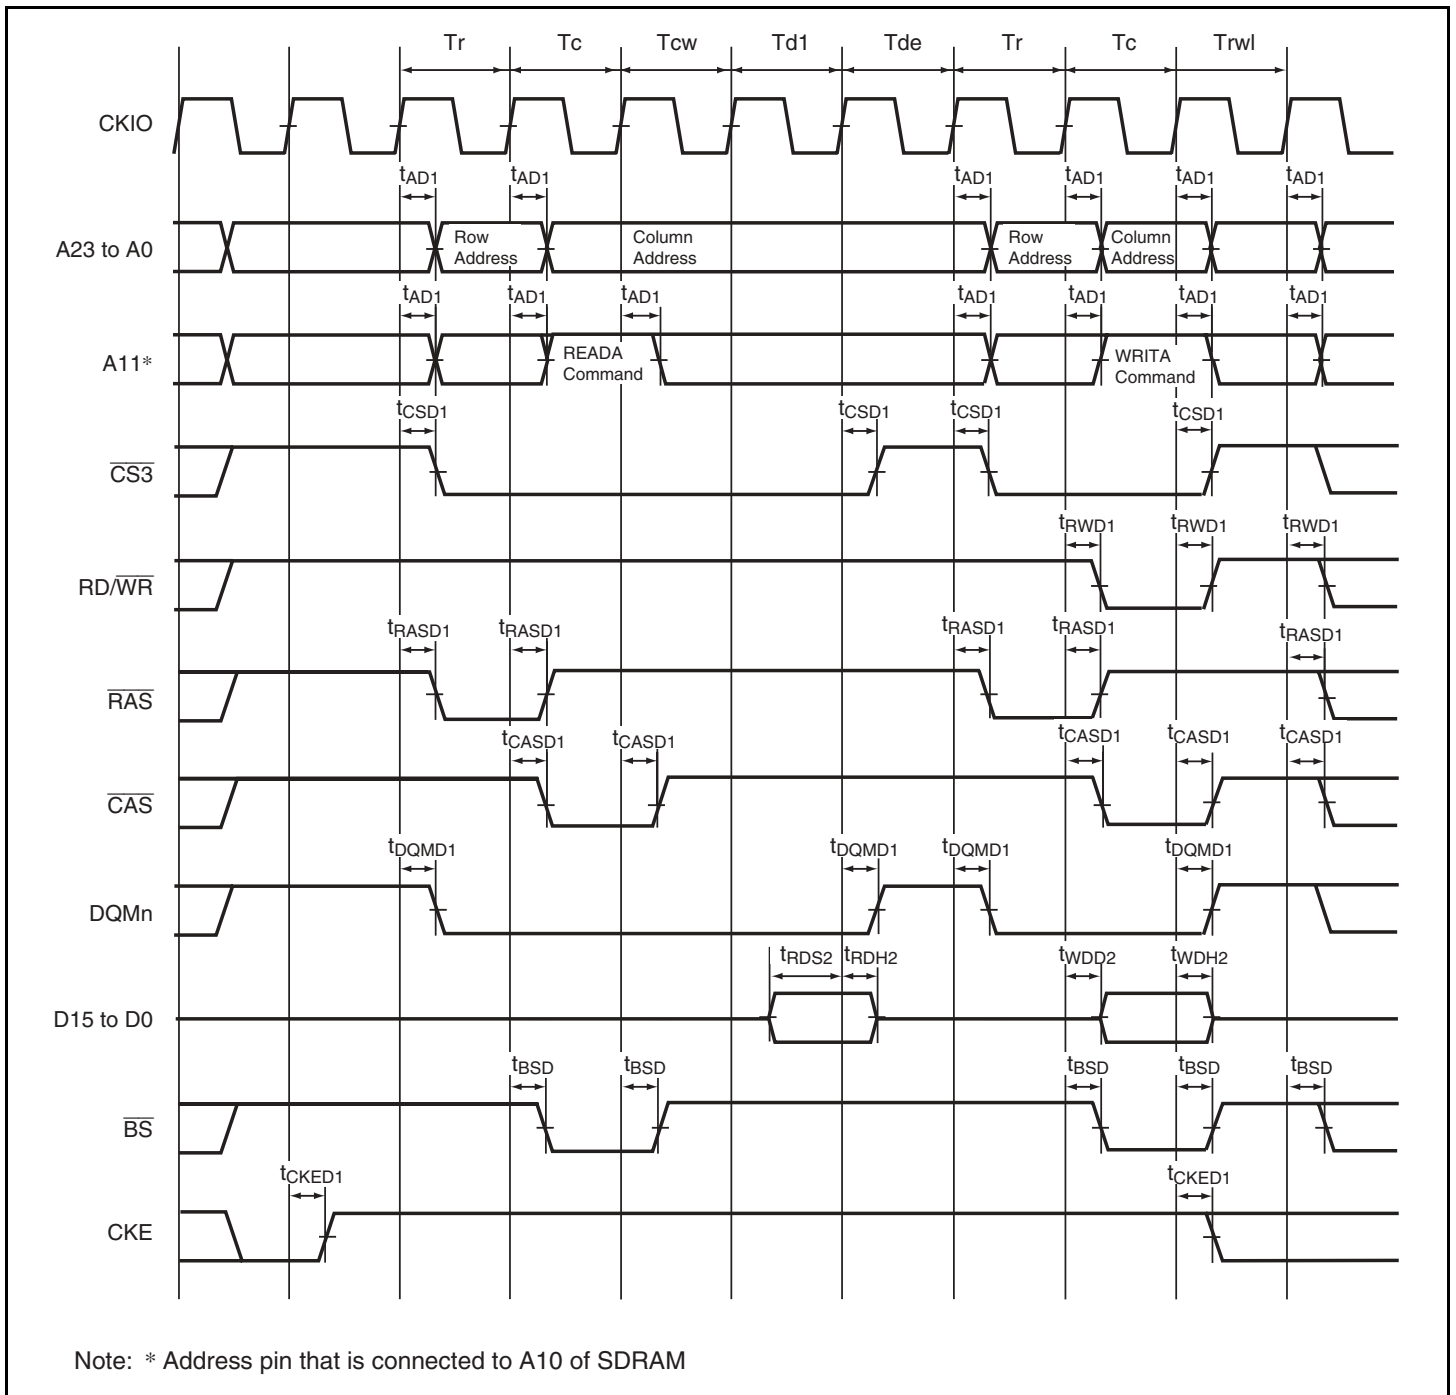 Tr Tc Tcw Td1 Tde Tr Tc Trwl
CKIO
tAD1 tAD1 tAD1 tAD1 tAD1 tAD1
A23 to A0
Row Address
Column Address
Row Address
Column Address
tAD1 tAD1 tAD1 tAD1 tAD1 tAD1 tAD1
A11*
READA Command
WRITA Command
tCSD1 tCSD1 tCSD1 tCSD1
CS3
tRWD1 tRWD1 tRWD1
RD/WR
tRASD1 tRASD1 tRASD1 tRASD1 tRASD1
RAS
tCASD1 tCASD1 tCASD1 tCASD1 tCASD1
CAS
tDQMD1 tDQMD1 tDQMD1 tDQMD1
DQMn
tRDS2 tRDH2 tWDD2 tWDH2
D15 to D0
tBSD tBSD tBSD tBSD tBSD
BS
tCKED1 tCKED1
CKE
Note: * Address pin that is connected to A10 of SDRAM